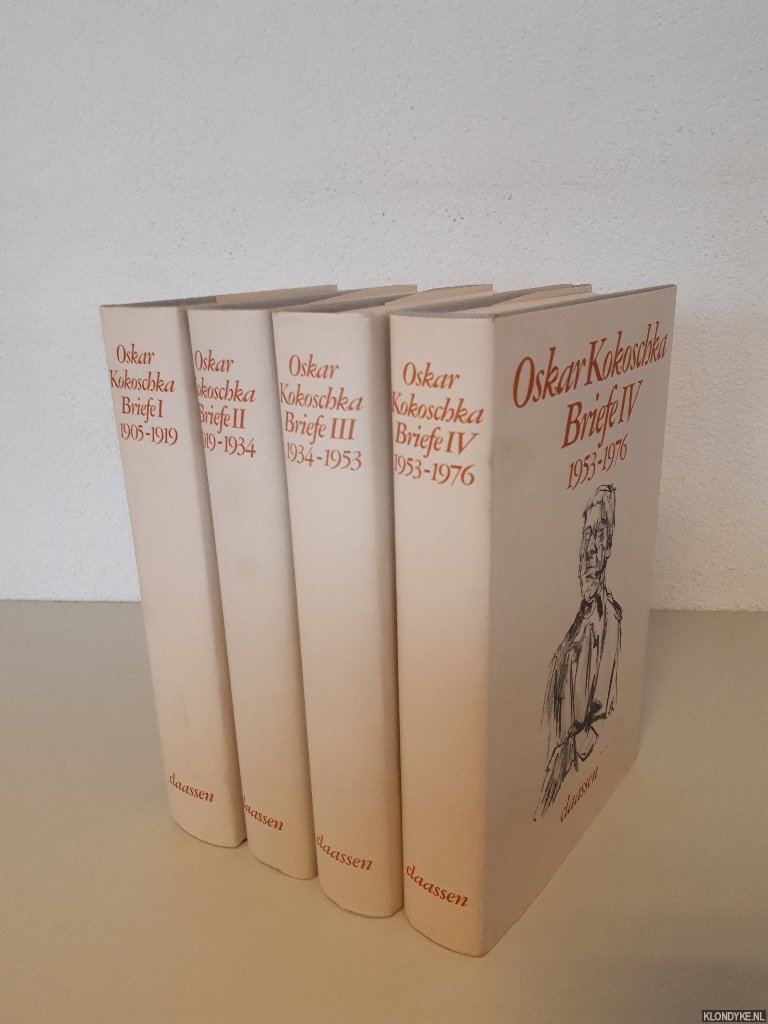 Oskar
Kokoschka
Briefe I
1905-1919
Oskar
Kokoschka
Briefe II
1919-1934
Oskar
Kokoschka
Briefe III
1934-1953
Oskar
Kokoschka
Briefe IV
1953-1976
Oskar Kokoschka
Briefe IV
1953-1976
claassen
claassen
claassen
claassen
claassen
KLONDYKE.NL